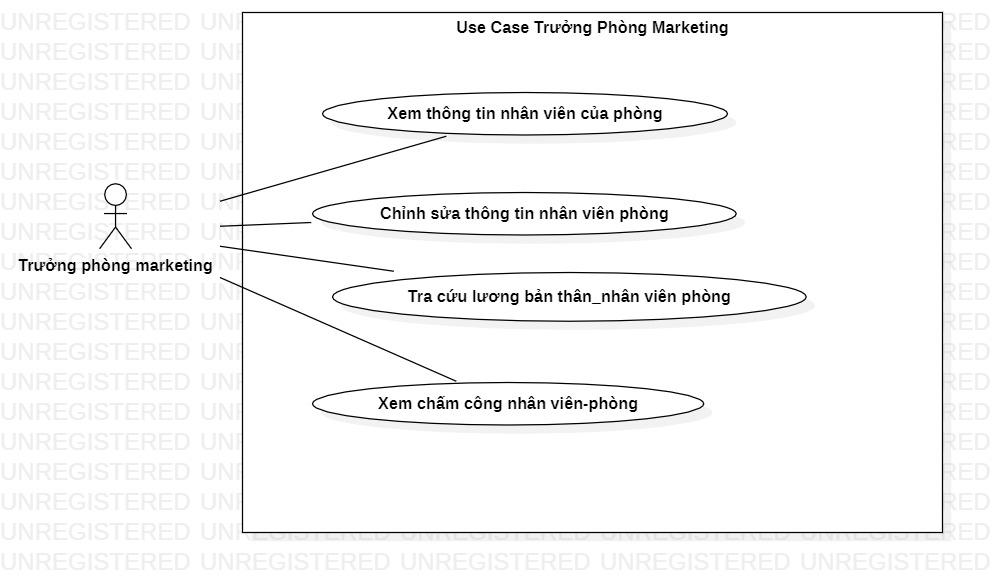 Use Case Trưởng Phòng Marketing
Xem thông tin nhân viên của phòng
Chỉnh sửa thông tin nhân viên phòng
Trưởng phòng marketing
Tra cứu lương bản thân_nhân viên phòng
Xem chấm công nhân viên-phòng
UNREGISTERED UNREGISTERED UNREGISTERED UNREGISTERED UNREGISTERED